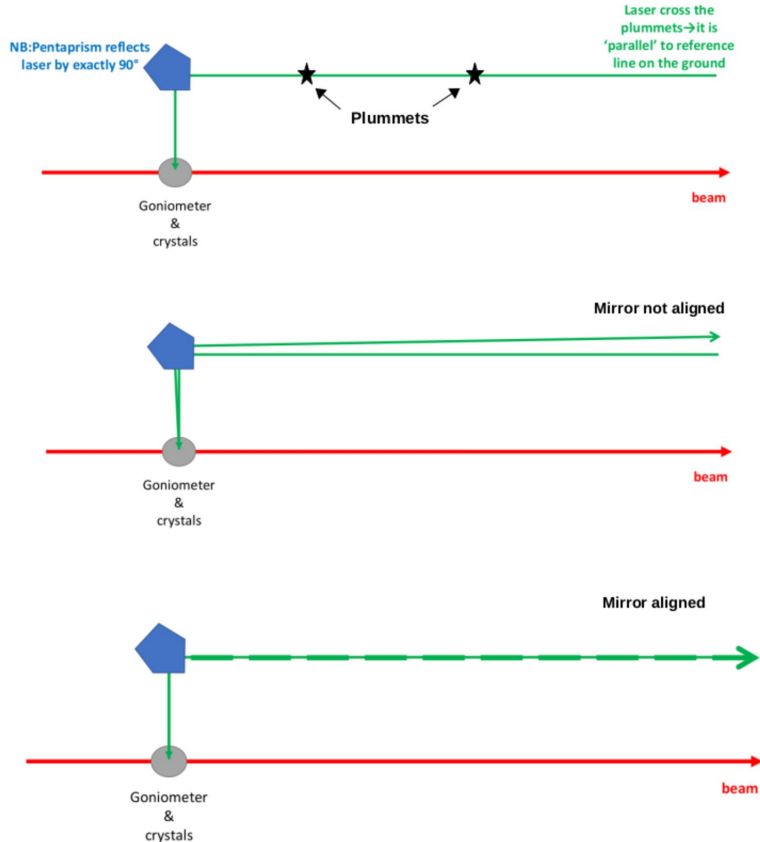 Laser cross the
plummets→it is
'parallel' to reference
line on the ground
NB:Pentaprism reflects
laser by exactly 90°
Plummets
beam
Goniometer
&
crystals
Mirror not aligned
beam
Goniometer
&
crystals
Mirror aligned
beam
Goniometer
&
crystals